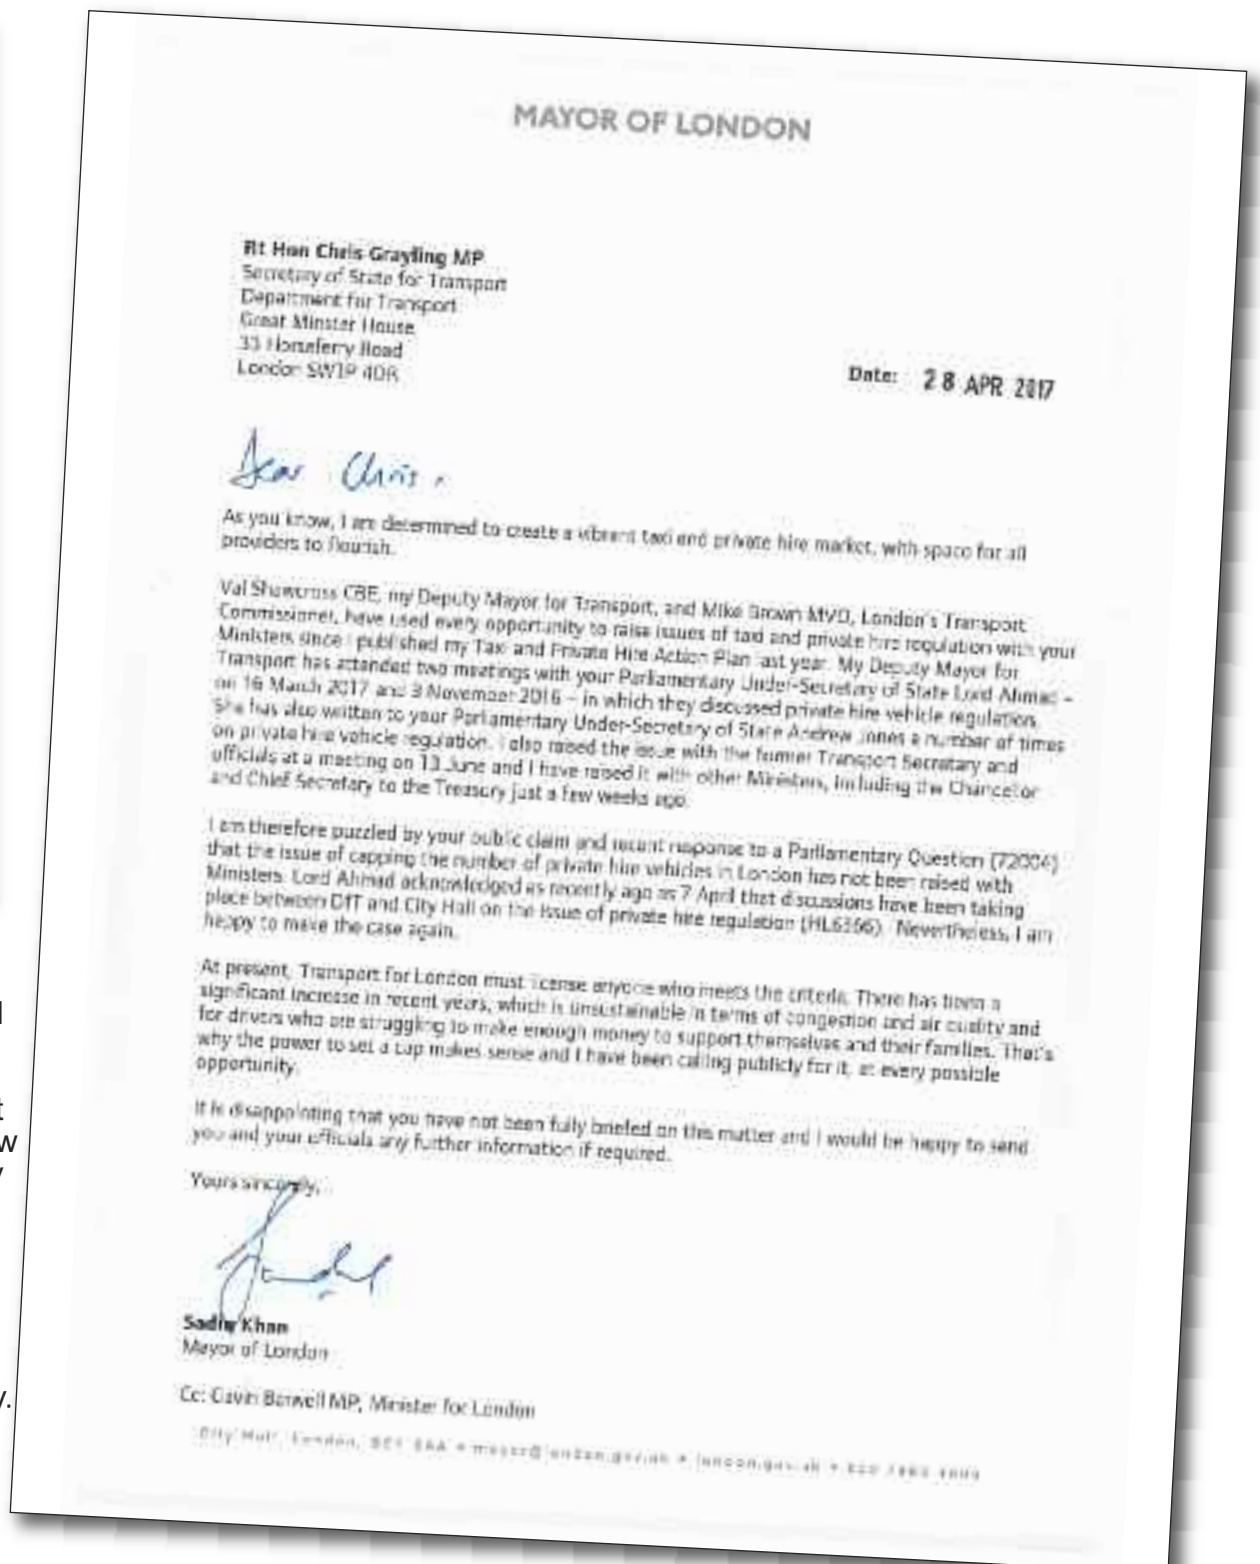 MAYOR OF LONDON
Rt Hon Chris Grayling MP
Secretary of State for Transport
Department for Transport
Great Minster House
33 Horseferry Road
London SW1P 4DR
Date: 28 APR 2017
Dear Chris,
As you know, I am determined to create a vibrant taxi and private hire market, with space for all
providers to flourish.
Val Shawcross CBE, my Deputy Mayor for Transport, and Mike Brown MVO, London's Transport
Commissioner, have used every opportunity to raise issues of taxi and private hire regulation with your
Ministers since I published my Taxi and Private Hire Action Plan last year. My Deputy Mayor for
Transport has attended two meetings with your Parliamentary Under-Secretary of State Lord Ahmad –
on 16 March 2017 and 3 November 2016 – in which they discussed private hire vehicle regulation.
She has also written to your Parliamentary Under-Secretary of State Andrew Jones a number of times
on private hire vehicle regulation. I also raised the issue with the former Transport Secretary and
officials at a meeting on 13 June and I have raised it with other Ministers, including the Chancellor
and Chief Secretary to the Treasury just a few weeks ago.
I am therefore puzzled by your public claim and recent response to a Parliamentary Question (72004)
that the issue of capping the number of private hire vehicles in London has not been raised with
Ministers. Lord Ahmad acknowledged as recently ago as 7 April that discussions have been taking
place between DfT and City Hall on the issue of private hire regulation (HL6366). Nevertheless, I am
happy to make the case again.
At present, Transport for London must license anyone who meets the criteria. There has been a
significant increase in recent years, which is unsustainable in terms of congestion and air quality and
for drivers who are struggling to make enough money to support themselves and their families. That's
why the power to set a cap makes sense and I have been calling publicly for it, at every possible
opportunity.
It is disappointing that you have not been fully briefed on this matter and I would be happy to send
you and your officials any further information if required.
Yours sincerely,
Sadiq Khan
Mayor of London
Cc: Gavin Barwell MP, Minister for London
City Hall, London, SE1 2AA • mayor@london.gov.uk • london.gov.uk • 020 7983 4000